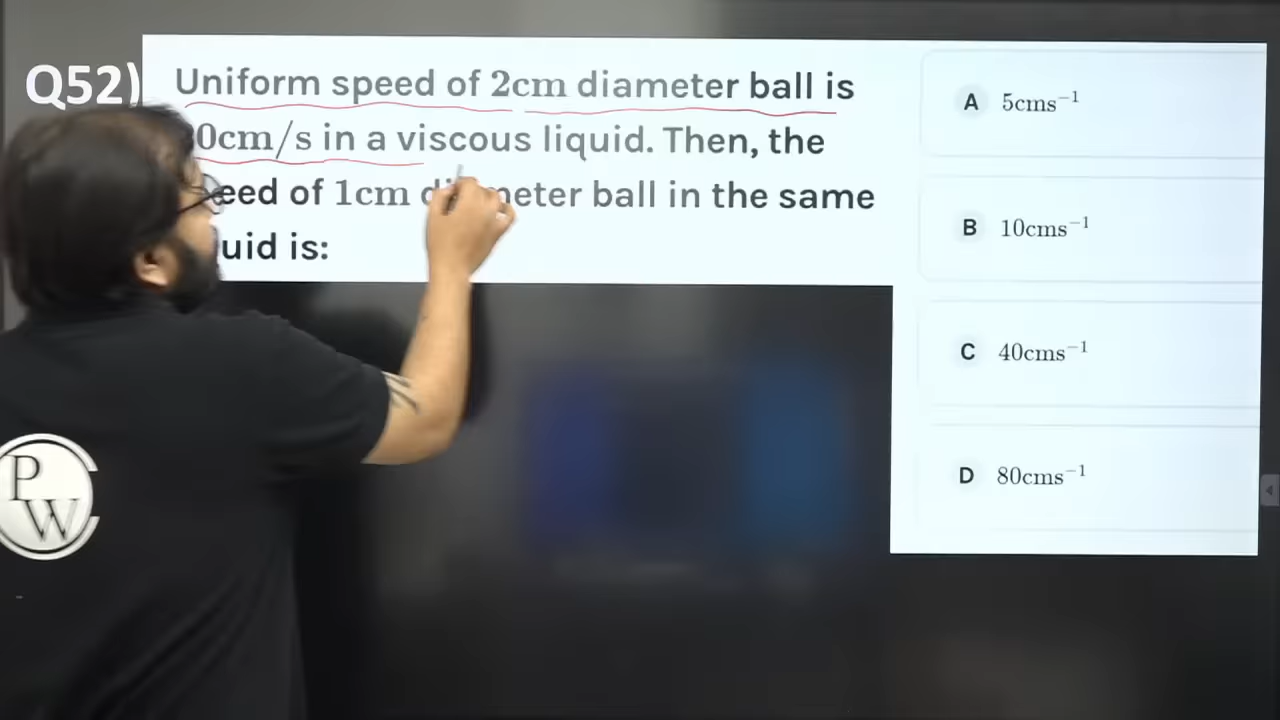 Q52)
Uniform speed of 2cm diameter ball is
0cm/s in a viscous liquid. Then, the
eed of 1cm diameter ball in the same
uid is:
A 5cms⁻¹
B 10cms⁻¹
C 40cms⁻¹
D 80cms⁻¹
PW